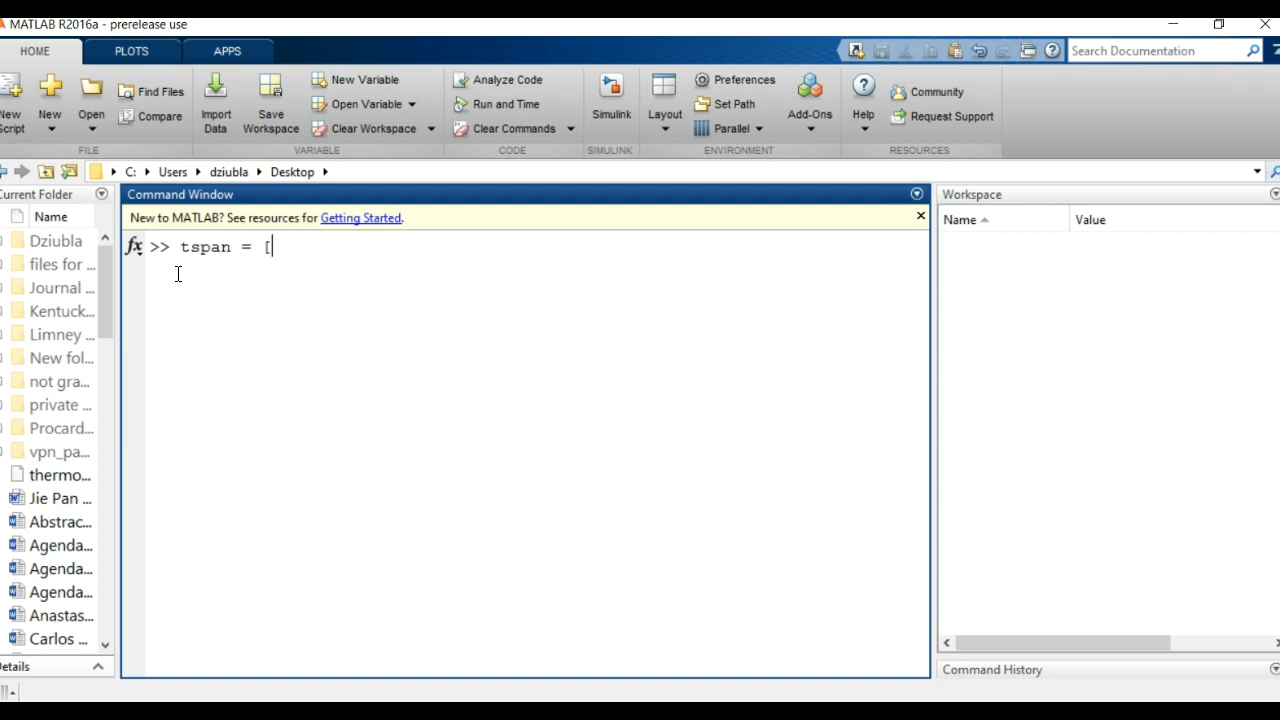 MATLAB R2016a - prerelease use
HOME PLOTS APPS
Search Documentation
New Script
New
Open
Find Files
Compare
Import Data
Save Workspace
New Variable
Open Variable
Clear Workspace
Analyze Code
Run and Time
Clear Commands
Simulink
Layout
Preferences
Set Path
Parallel
Add-Ons
Help
Community
Request Support
FILE VARIABLE CODE SIMULINK ENVIRONMENT RESOURCES
C: Users dziubla Desktop
Current Folder
Name
Dziubla
files for ...
Journal ...
Kentuck...
Limney ...
New fol...
not gra...
private ...
Procard...
vpn_pa...
thermo...
Jie Pan ...
Abstrac...
Agenda...
Agenda...
Agenda...
Anastas...
Carlos ...
Details
Command Window
New to MATLAB? See resources for Getting Started.
fx >> tspan = [
Workspace
Name Value
Command History